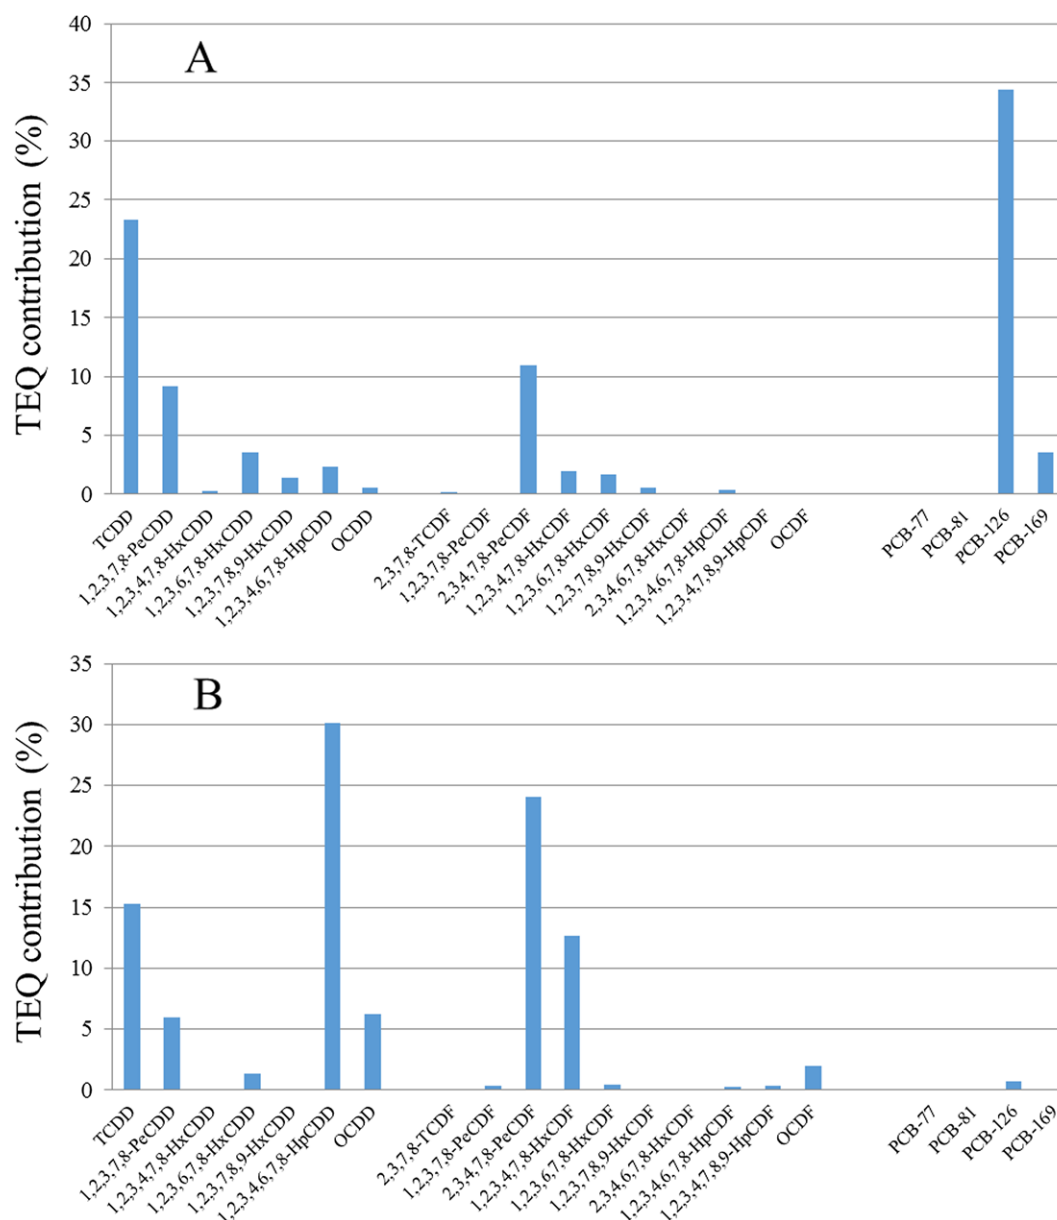 A
TEQ contribution (%)
40
35
30
25
20
15
10
5
0
TCDD
1,2,3,7,8-PeCDD
1,2,3,4,7,8-HxCDD
1,2,3,6,7,8-HxCDD
1,2,3,7,8,9-HxCDD
1,2,3,4,6,7,8-HpCDD
OCDD
2,3,7,8-TCDF
1,2,3,7,8-PeCDF
2,3,4,7,8-PeCDF
1,2,3,4,7,8-HxCDF
1,2,3,6,7,8-HxCDF
1,2,3,7,8,9-HxCDF
2,3,4,6,7,8-HxCDF
1,2,3,4,6,7,8-HpCDF
1,2,3,4,7,8,9-HpCDF
OCDF
PCB-77
PCB-81
PCB-126
PCB-169
B
TEQ contribution (%)
35
30
25
20
15
10
5
0
TCDD
1,2,3,7,8-PeCDD
1,2,3,4,7,8-HxCDD
1,2,3,6,7,8-HxCDD
1,2,3,7,8,9-HxCDD
1,2,3,4,6,7,8-HpCDD
OCDD
2,3,7,8-TCDF
1,2,3,7,8-PeCDF
2,3,4,7,8-PeCDF
1,2,3,4,7,8-HxCDF
1,2,3,6,7,8-HxCDF
1,2,3,7,8,9-HxCDF
2,3,4,6,7,8-HxCDF
1,2,3,4,6,7,8-HpCDF
1,2,3,4,7,8,9-HpCDF
OCDF
PCB-77
PCB-81
PCB-126
PCB-169